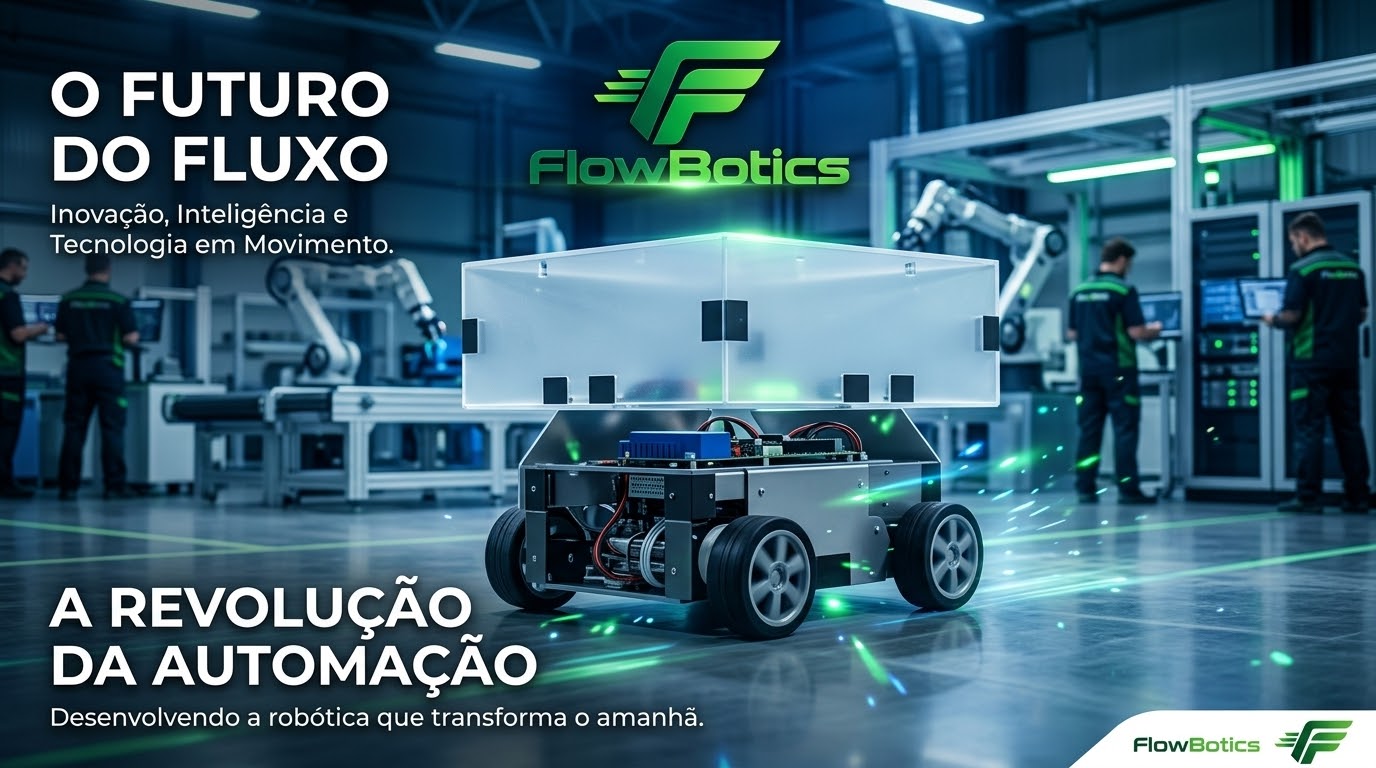 O FUTURO
DO FLUXO
Inovação, Inteligência e
Tecnologia em Movimento.
FlowBotics
A REVOLUÇÃO
DA AUTOMAÇÃO
Desenvolvendo a robótica que transforma o amanhã.
FlowBotics